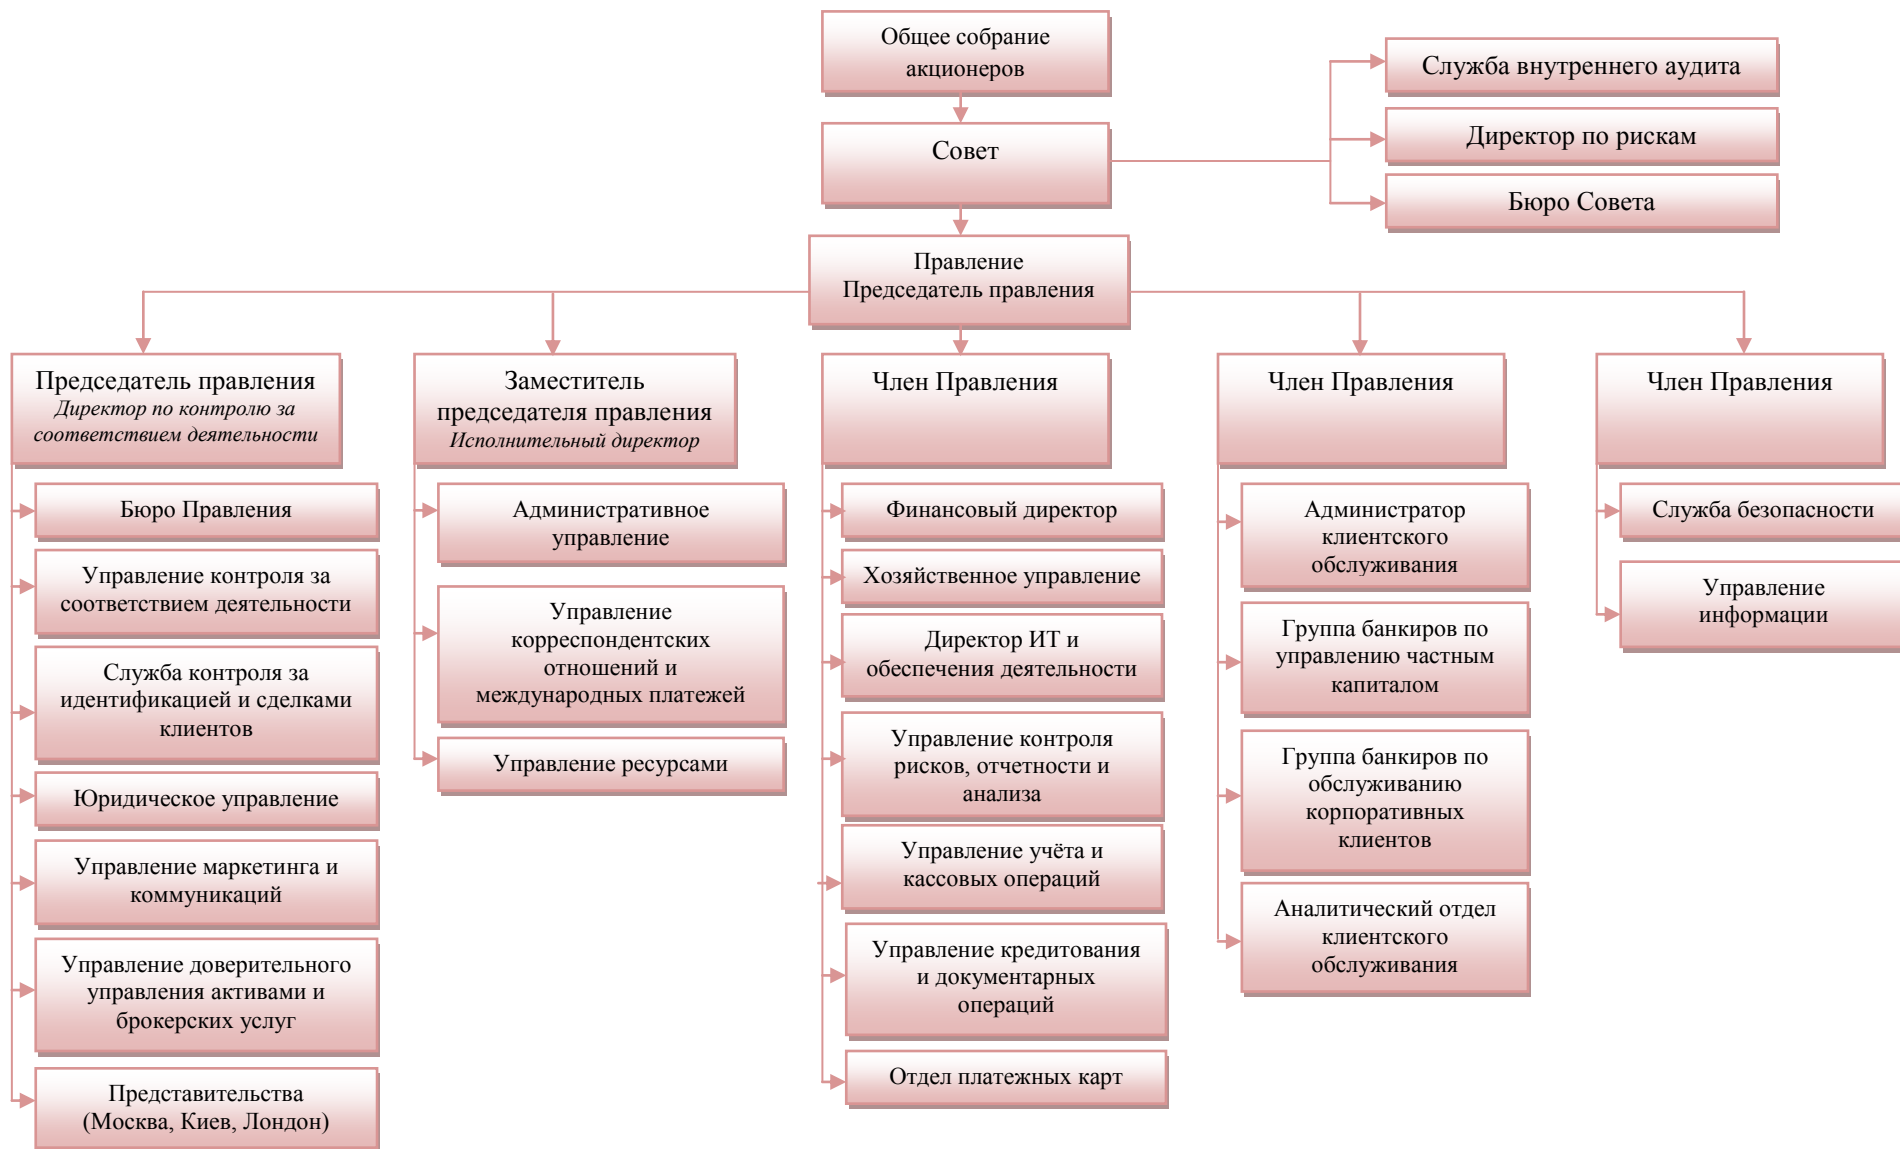 Общее собрание
акционеров
Служба внутреннего аудита
Директор по рискам
Бюро Совета
Совет
Правление
Председатель правления
Председатель правления
Директор по контролю за
соответствием деятельности
Бюро Правления
Управление контроля за
соответствием деятельности
Служба контроля за
идентификацией и сделками
клиентов
Юридическое управление
Управление маркетинга и
коммуникаций
Управление доверительного
управления активами и
брокерских услуг
Представительства
(Москва, Киев, Лондон)
Заместитель
председателя правления
Исполнительный директор
Административное
управление
Управление
корреспондентских
отношений и
международных платежей
Управление ресурсами
Член Правления
Финансовый директор
Хозяйственное управление
Директор ИТ и
обеспечения деятельности
Управление контроля
рисков, отчетности и
анализа
Управление учёта и
кассовых операций
Управление кредитования
и документарных
операций
Отдел платежных карт
Член Правления
Администратор
клиентского
обслуживания
Группа банкиров по
управлению частным
капиталом
Группа банкиров по
обслуживанию
корпоративных
клиентов
Аналитический отдел
клиентского
обслуживания
Член Правления
Служба безопасности
Управление
информации